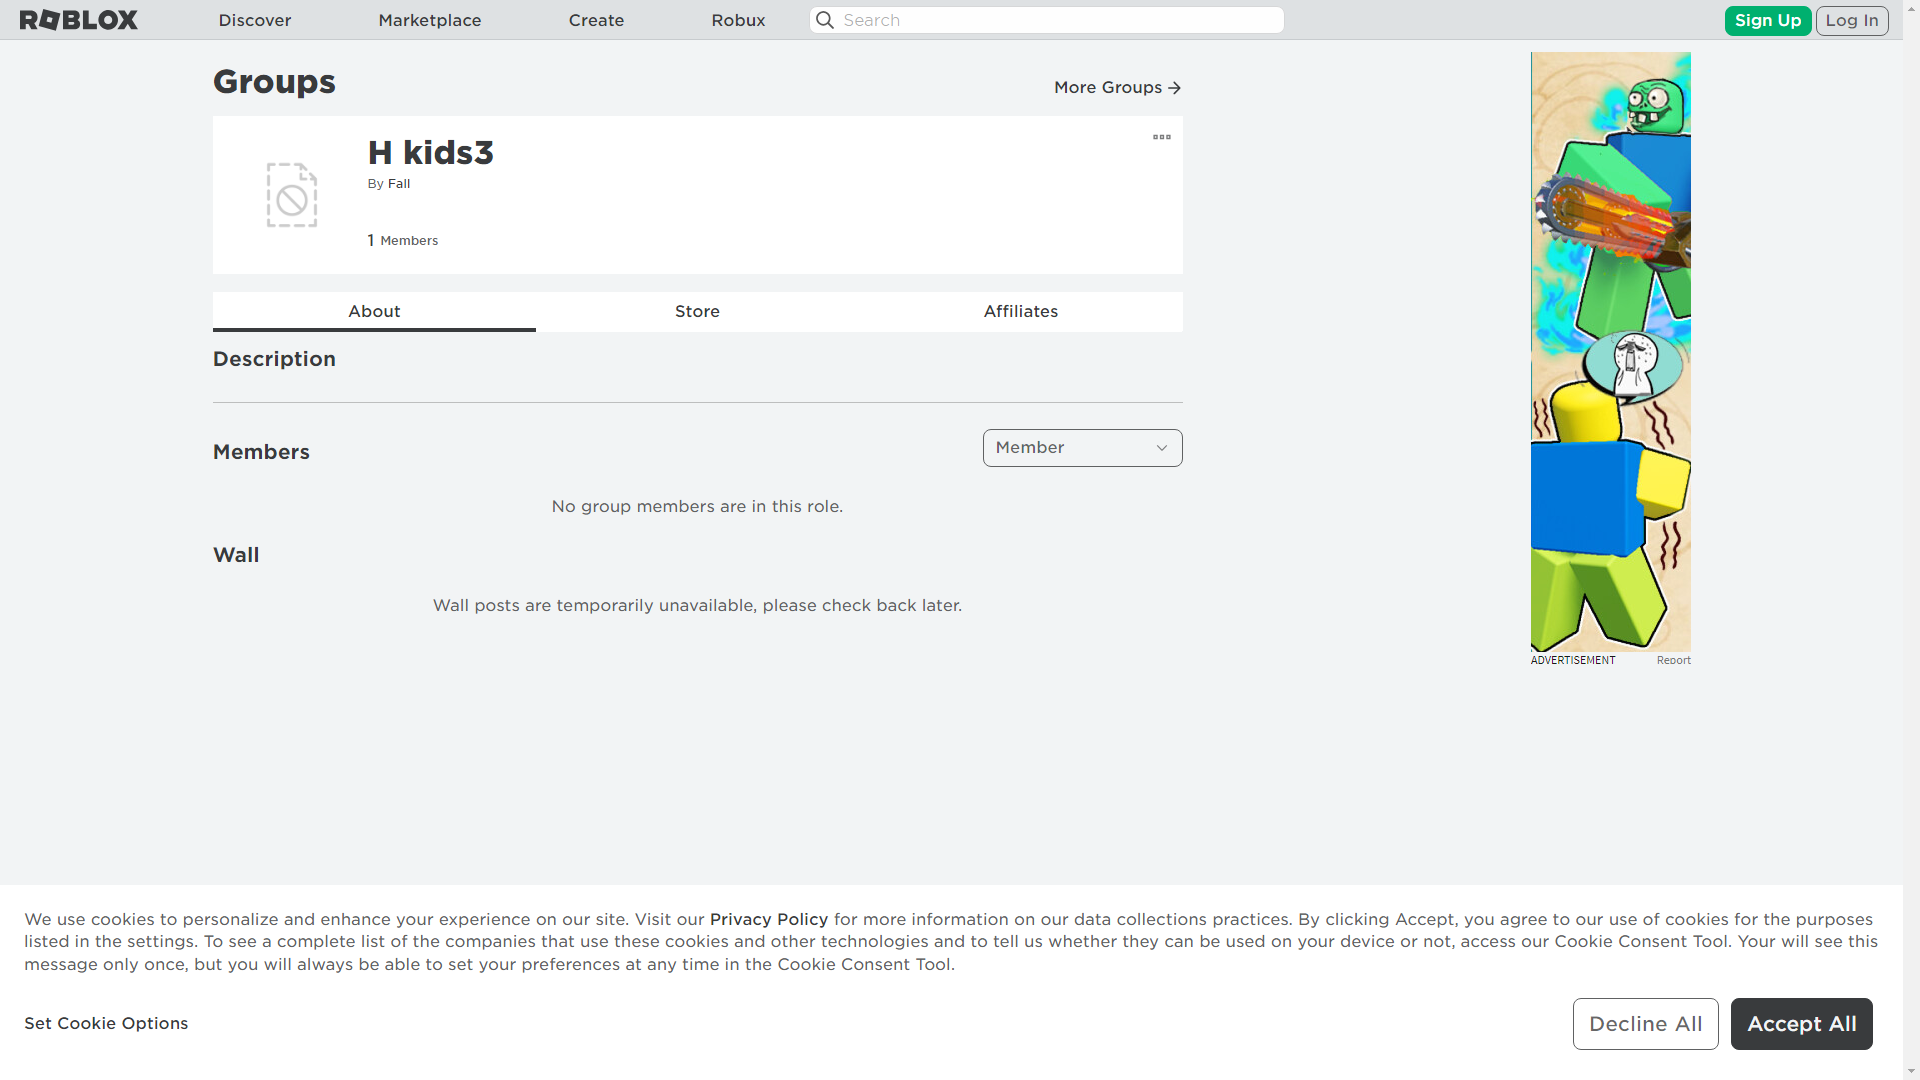 ROBLOX
Discover
Marketplace
Create
Robux
Search
Sign Up
Log In
Groups
More Groups
H kids3
By Fall
1 Members
About
Store
Affiliates
Description
Members
Member
No group members are in this role.
Wall
Wall posts are temporarily unavailable, please check back later.
ADVERTISEMENT
Report
We use cookies to personalize and enhance your experience on our site. Visit our Privacy Policy for more information on our data collections practices. By clicking Accept, you agree to our use of cookies for the purposes
listed in the settings. To see a complete list of the companies that use these cookies and other technologies and to tell us whether they can be used on your device or not, access our Cookie Consent Tool. Your will see this
message only once, but you will always be able to set your preferences at any time in the Cookie Consent Tool.
Set Cookie Options
Decline All
Accept All